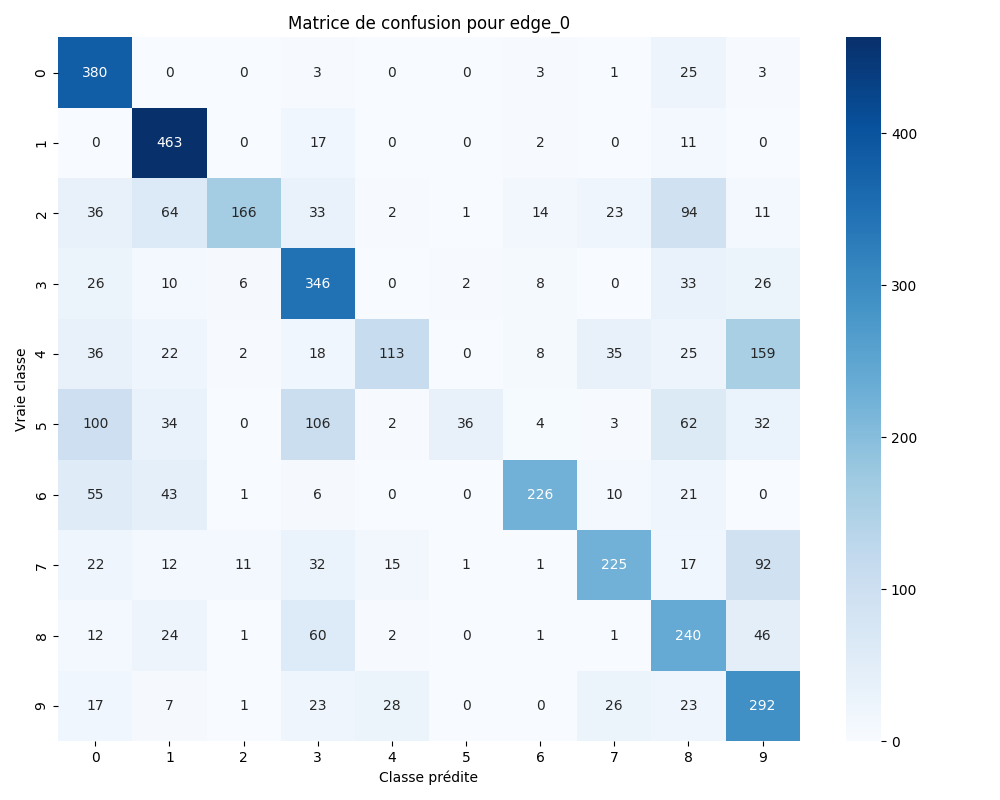 Matrice de confusion pour edge_0
0 380 0 0 3 0 0 3 1 25 3
1 0 463 0 17 0 0 2 0 11 0
2 36 64 166 33 2 1 14 23 94 11
3 26 10 6 346 0 2 8 0 33 26
4 36 22 2 18 113 0 8 35 25 159
5 100 34 0 106 2 36 4 3 62 32
6 55 43 1 6 0 0 226 10 21 0
7 22 12 11 32 15 1 1 225 17 92
8 12 24 1 60 2 0 1 1 240 46
9 17 7 1 23 28 0 0 26 23 292
0 1 2 3 4 5 6 7 8 9
Classe prédite
Vraie classe
400
300
200
100
0